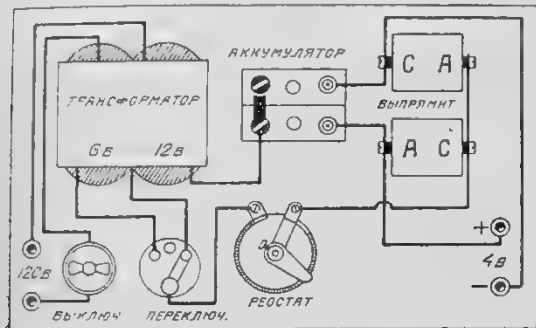 АККУМУЛЯТОР
ТРАНСФОРМАТОР
6в 12в
С А
ВЫПРЯМИТ
А С
120в
ВЫКЛЮЧ
ПЕРЕКЛЮЧ.
РЕОСТАТ
+
4в
−